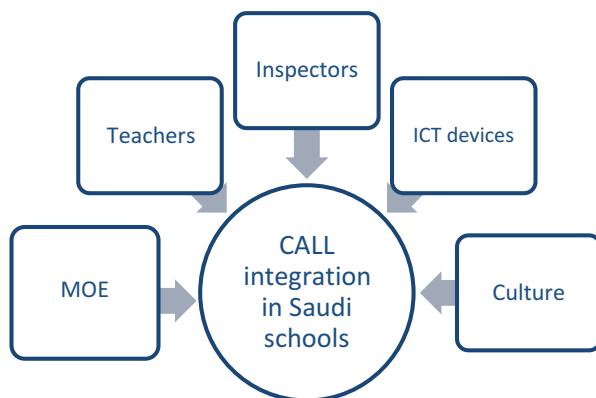 Inspectors
Teachers
ICT devices
MOE
CALL
integration
in Saudi
schools
Culture